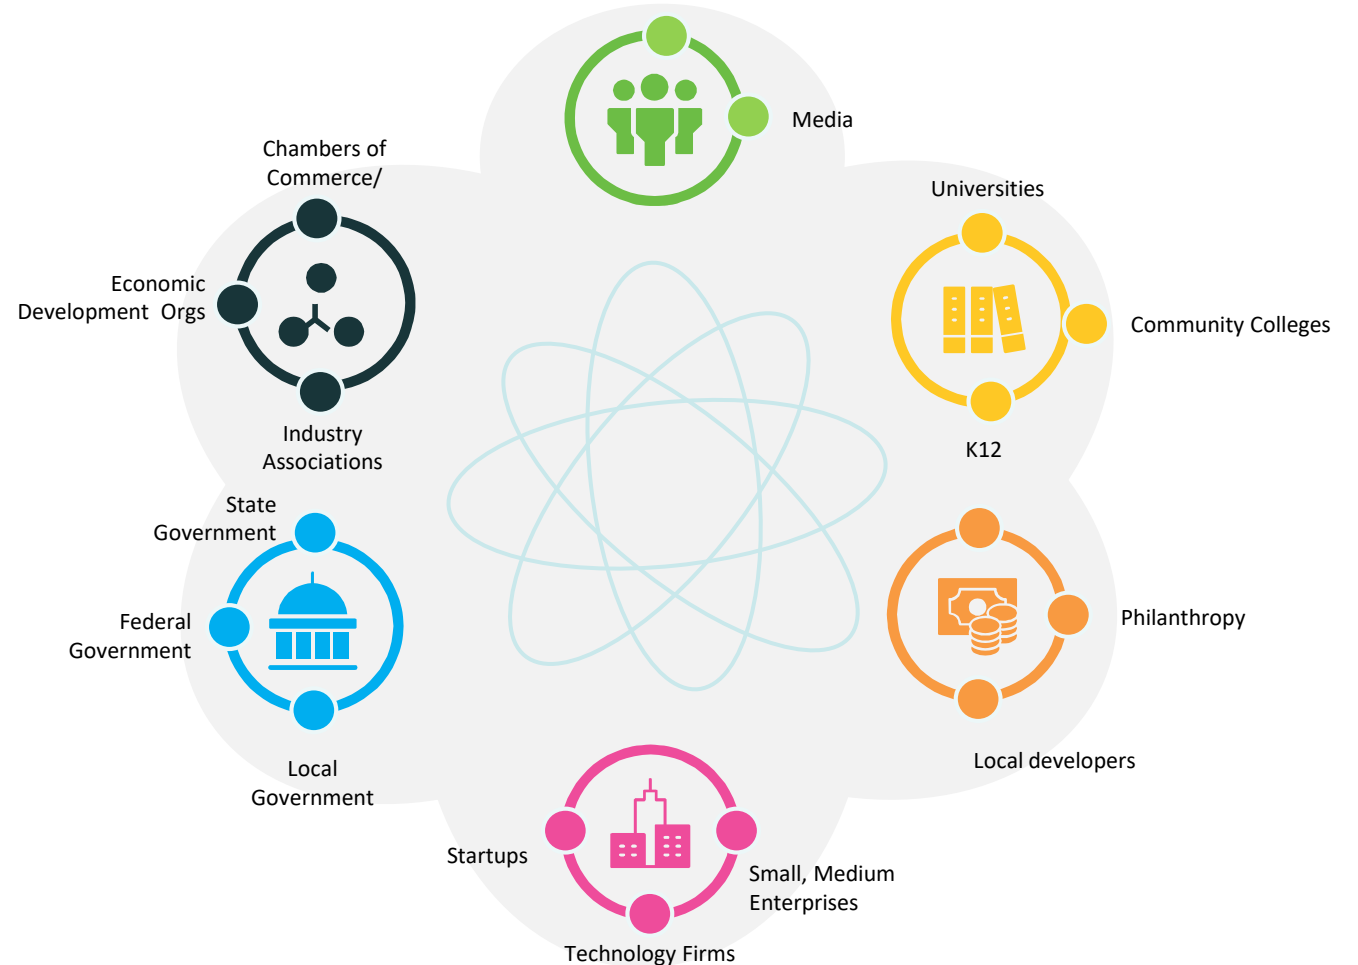 Media
Chambers of
Commerce/
Universities
Economic
Development  Orgs
Community Colleges
Industry
Associations
K12
State
Government
Federal
Government
Philanthropy
Local
Government
Local developers
Startups
Small, Medium
Enterprises
Technology Firms